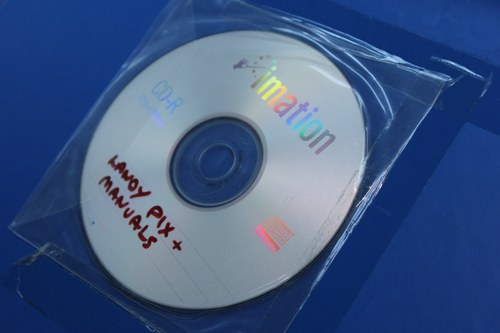 imation
CD-R
LANDY PIX +
MANUALS